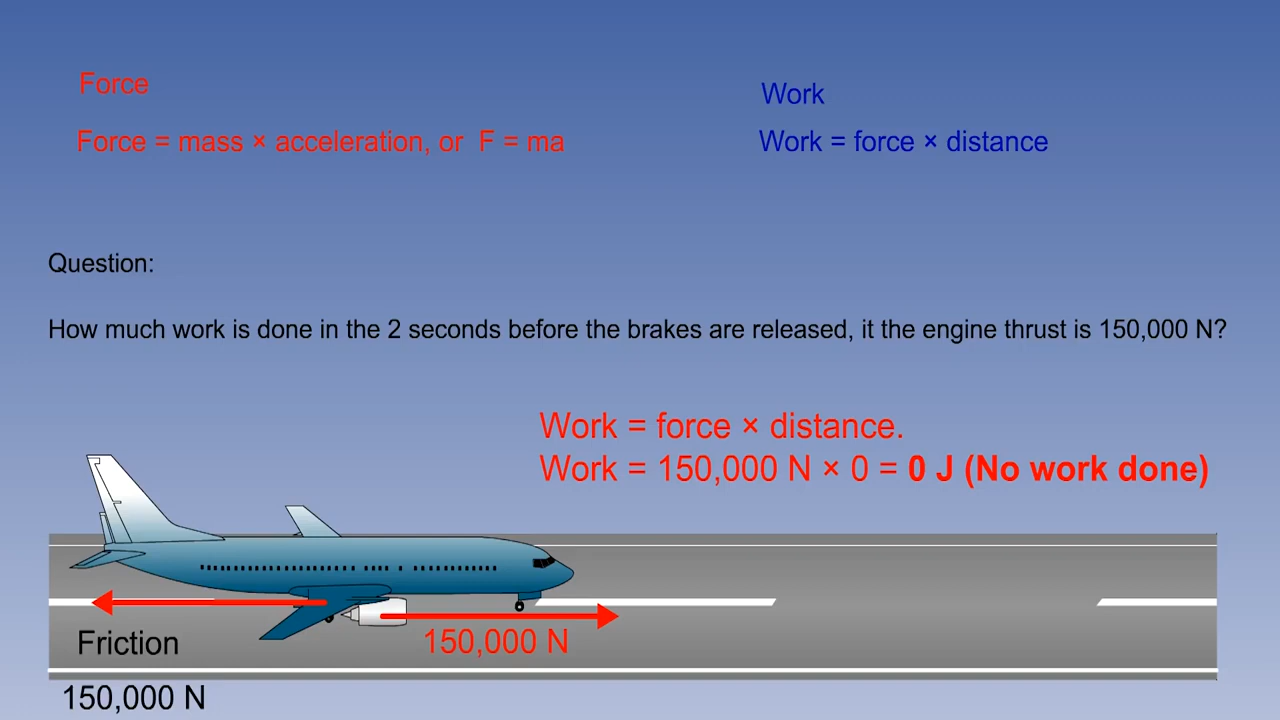 Force
Work
Force = mass × acceleration, or  F = ma
Work = force × distance
Question:
How much work is done in the 2 seconds before the brakes are released, it the engine thrust is 150,000 N?
Work = force × distance.
Work = 150,000 N × 0 = 0 J (No work done)
Friction
150,000 N
150,000 N